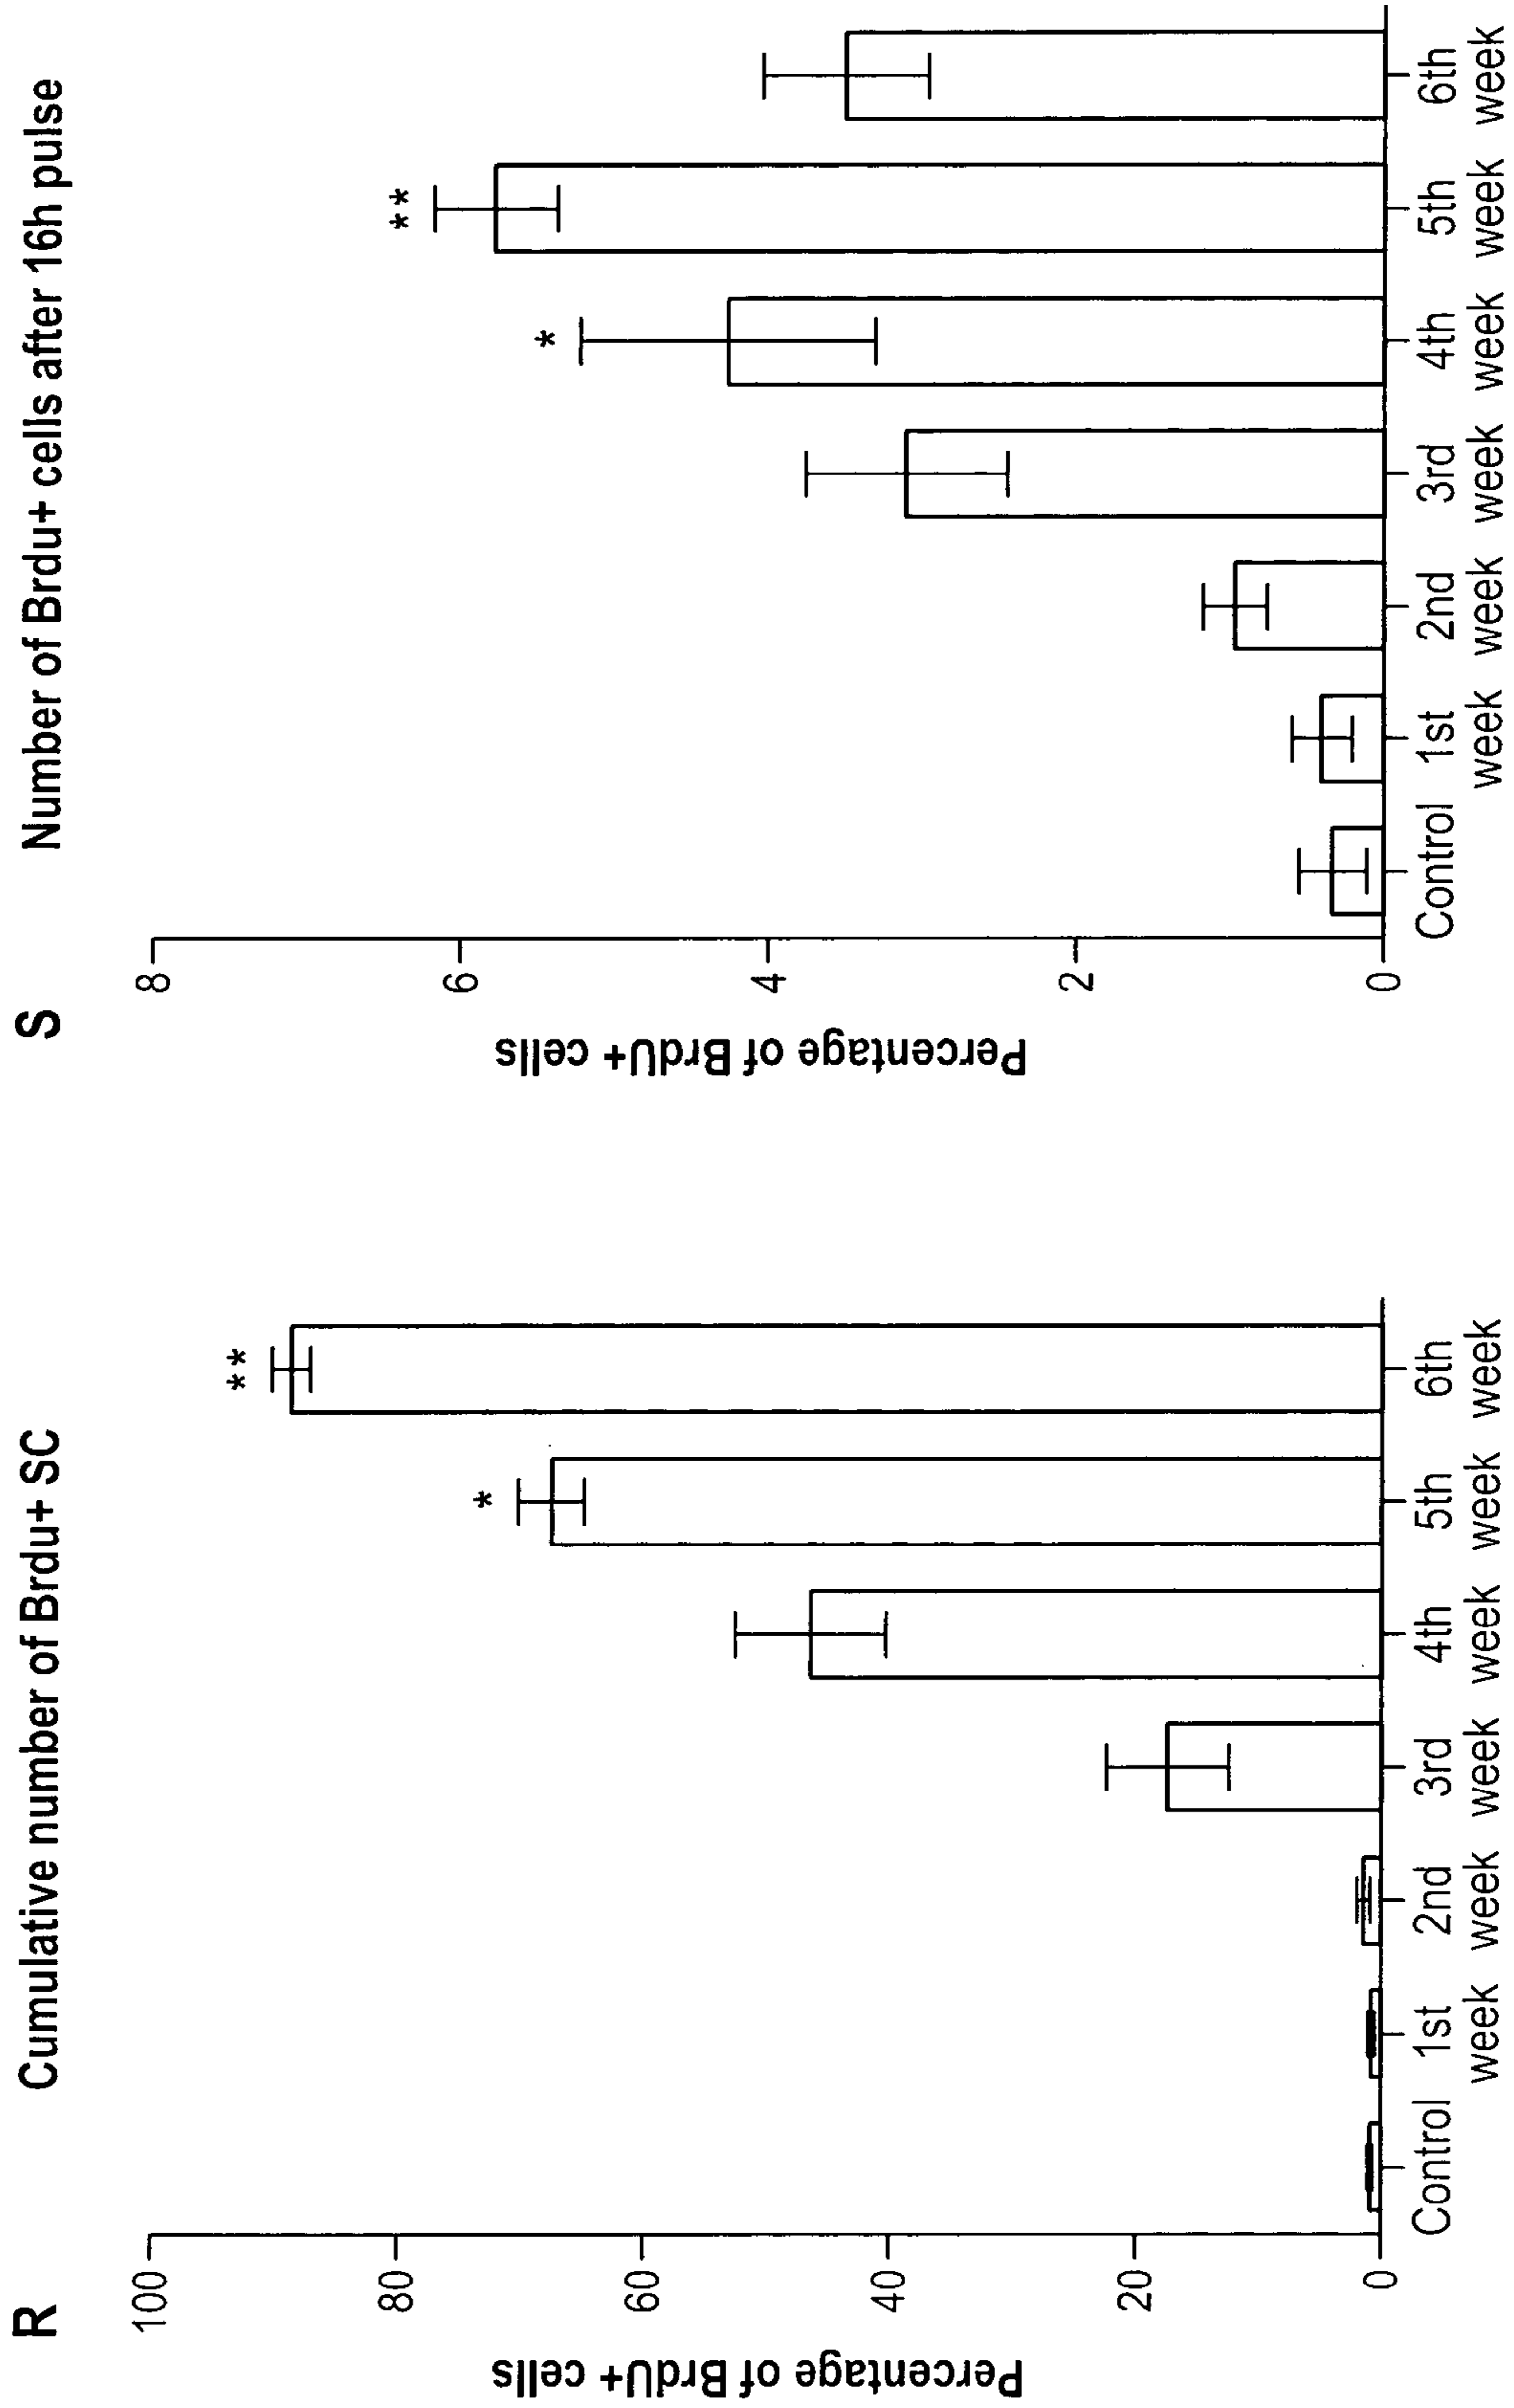 R
Cumulative number of Brdu+ SC
Percentage of BrdU+ cells
100
80
60
40
20
0
Control
1st week
2nd week
3rd week
4th week
5th week
6th week
*
**
S
Number of Brdu+ cells after 16h pulse
Percentage of BrdU+ cells
8
6
4
2
0
Control
1st week
2nd week
3rd week
4th week
5th week
6th week
*
**